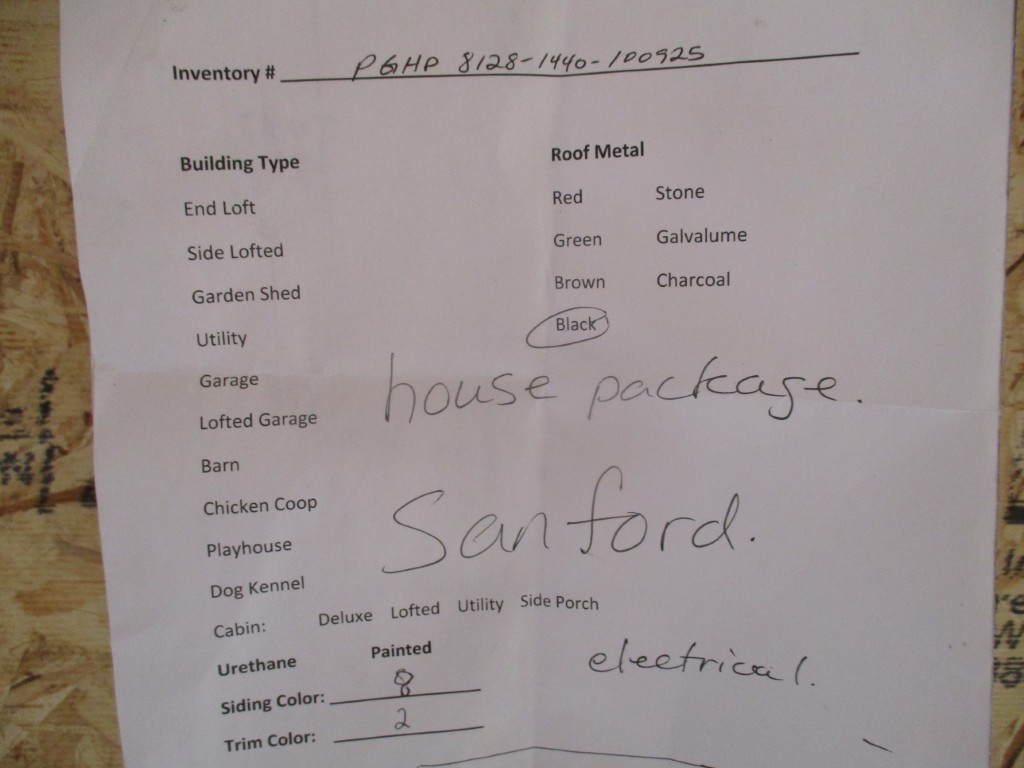 Inventory # PGHP 8128-1440-100925
Building Type Roof Metal
End Loft Red Stone
Side Lofted Green Galvalume
Garden Shed Brown Charcoal
Utility Black
Garage house package.
Lofted Garage
Barn
Chicken Coop Sanford.
Playhouse
Dog Kennel
Cabin: Deluxe Lofted Utility Side Porch
Urethane Painted electrical.
Siding Color: 8
Trim Color: 2